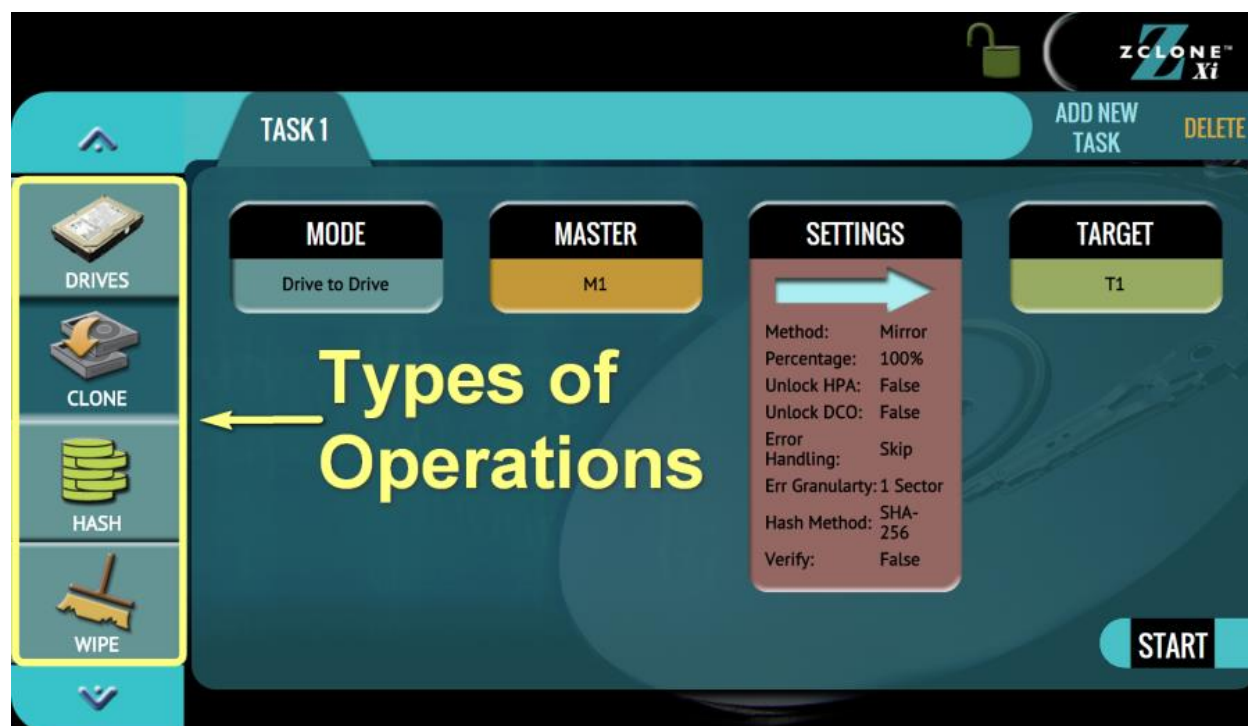 ZCLONE™
Xi
TASK 1
ADD NEW
TASK
DELETE
DRIVES
CLONE
HASH
WIPE
MODE
Drive to Drive
MASTER
M1
SETTINGS
Method: Mirror
Percentage: 100%
Unlock HPA: False
Unlock DCO: False
Error
Handling: Skip
Err Granularty: 1 Sector
Hash Method: SHA-
256
Verify: False
TARGET
T1
Types of
Operations
START